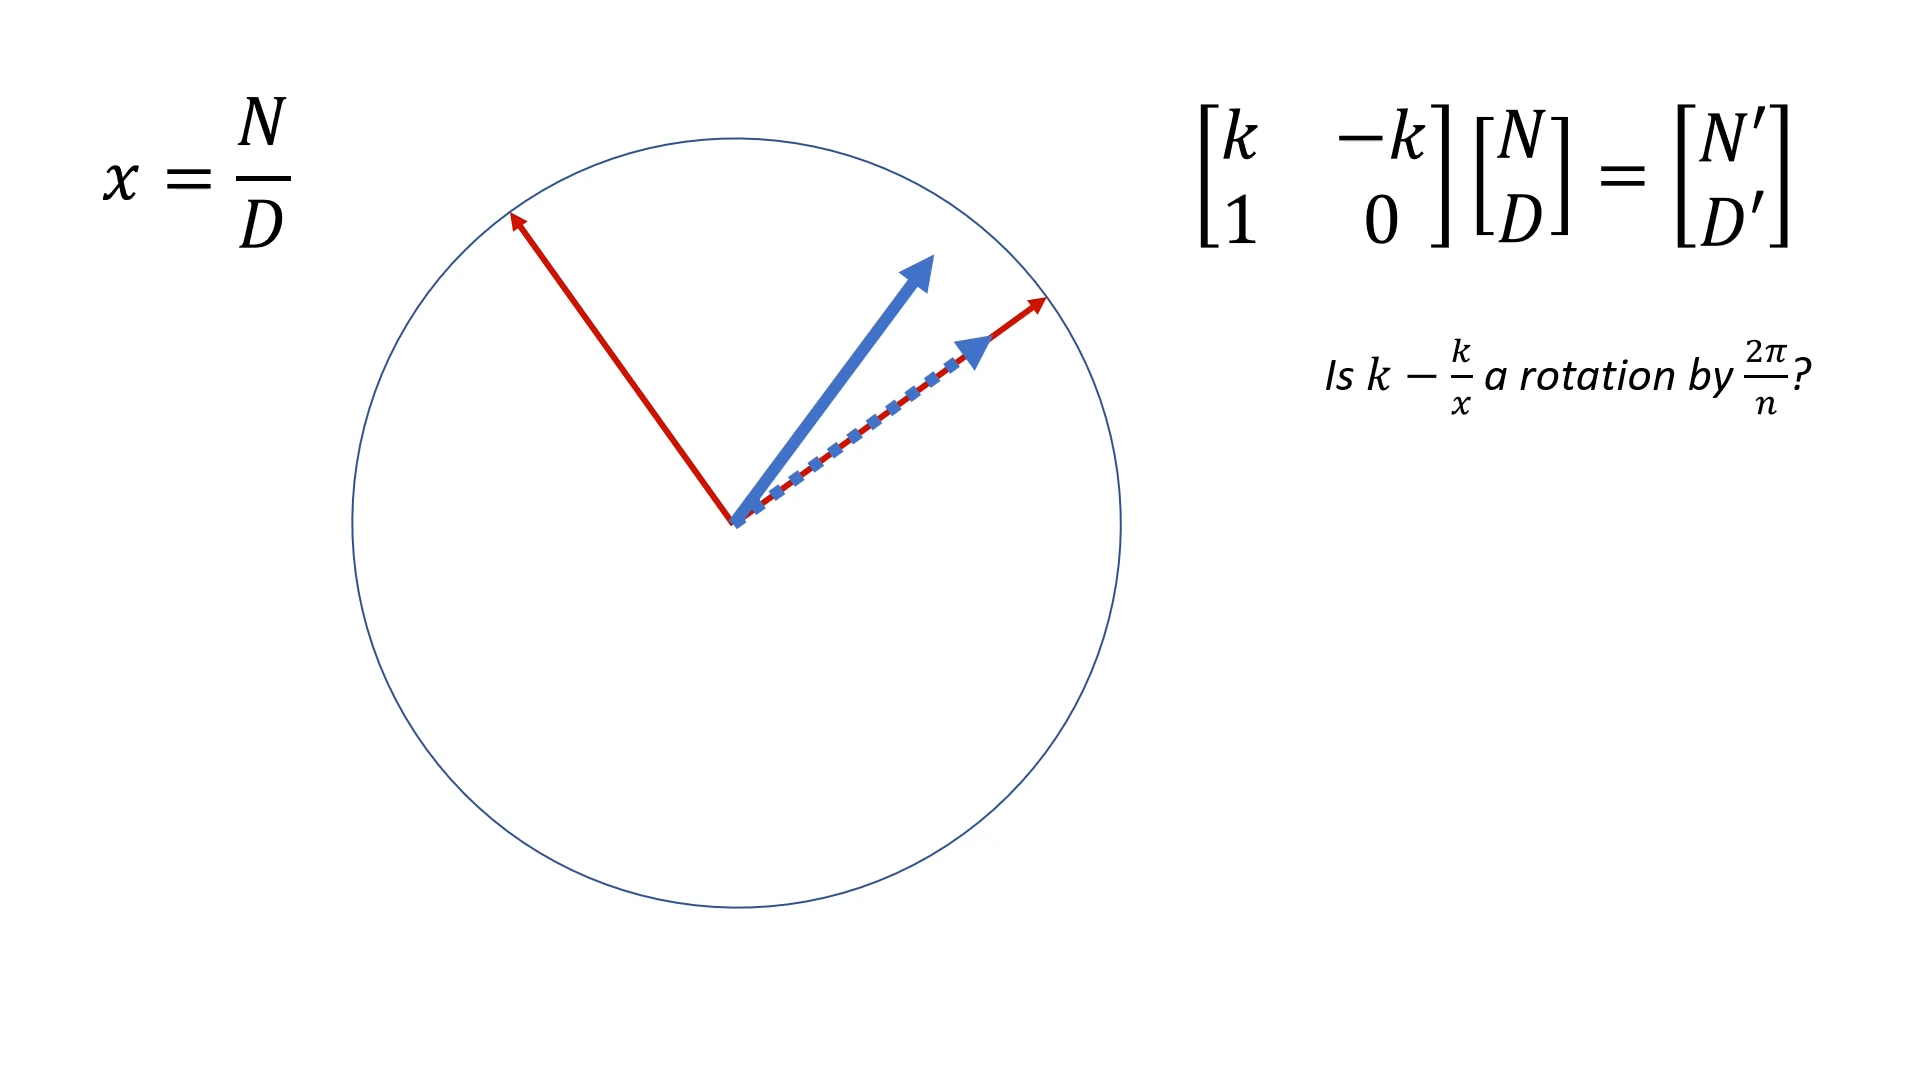 x = N/D
[k −k; 1 0] [N; D] = [N′; D′]
Is k − k/x a rotation by 2π/n?